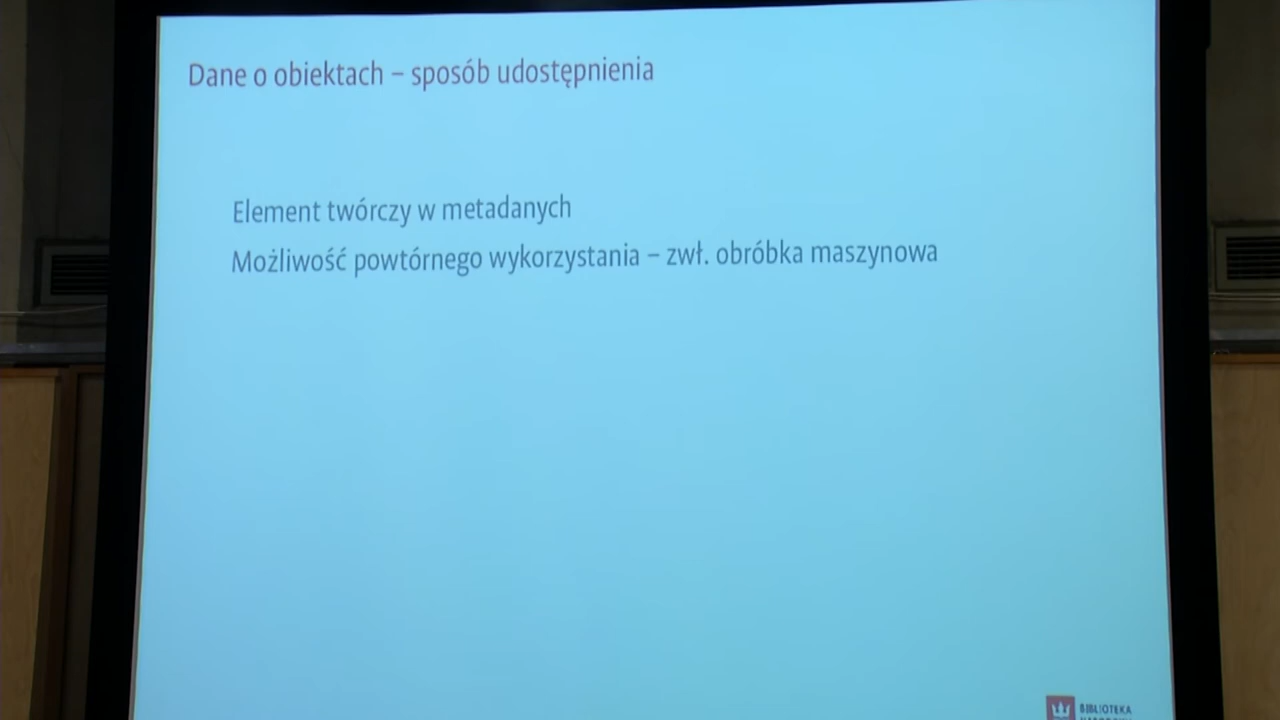 Dane o obiektach – sposób udostępnienia
Element twórczy w metadanych
Możliwość powtórnego wykorzystania – zwł. obróbka maszynowa
BIBLIOTEKA